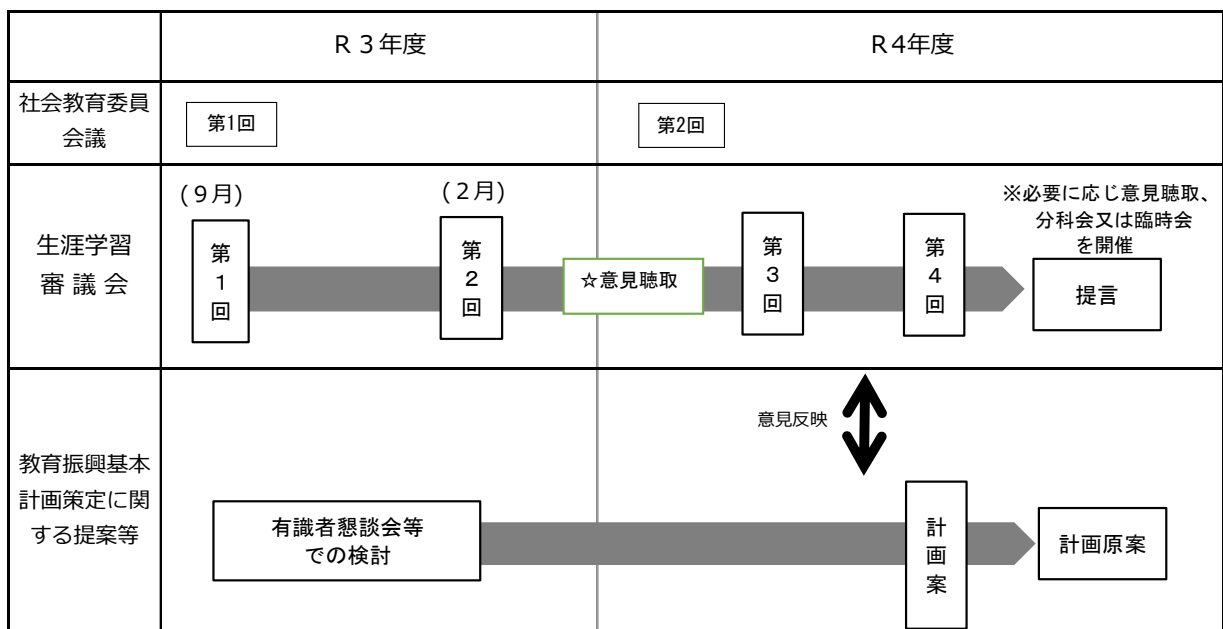 R３年度
R4年度
社会教育委員
会議
第1回
第2回
生涯学習
審議会
(９月)
第１回
(２月)
第２回
☆意見聴取
第３回
第４回
※必要に応じ意見聴取、
分科会又は臨時会
を開催
提言
意見反映
教育振興基本
計画策定に関
する提案等
有識者懇談会等
での検討
計画案
計画原案